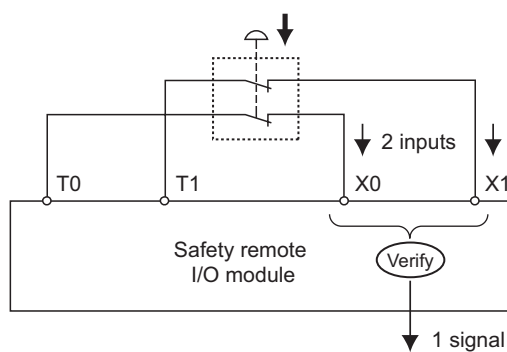 2 inputs
T0
T1
X0
X1
Safety remote
I/O module
Verify
1 signal